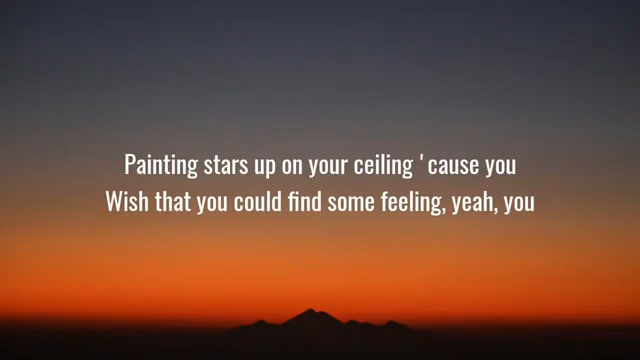 Painting stars up on your ceiling 'cause you
Wish that you could find some feeling, yeah, you